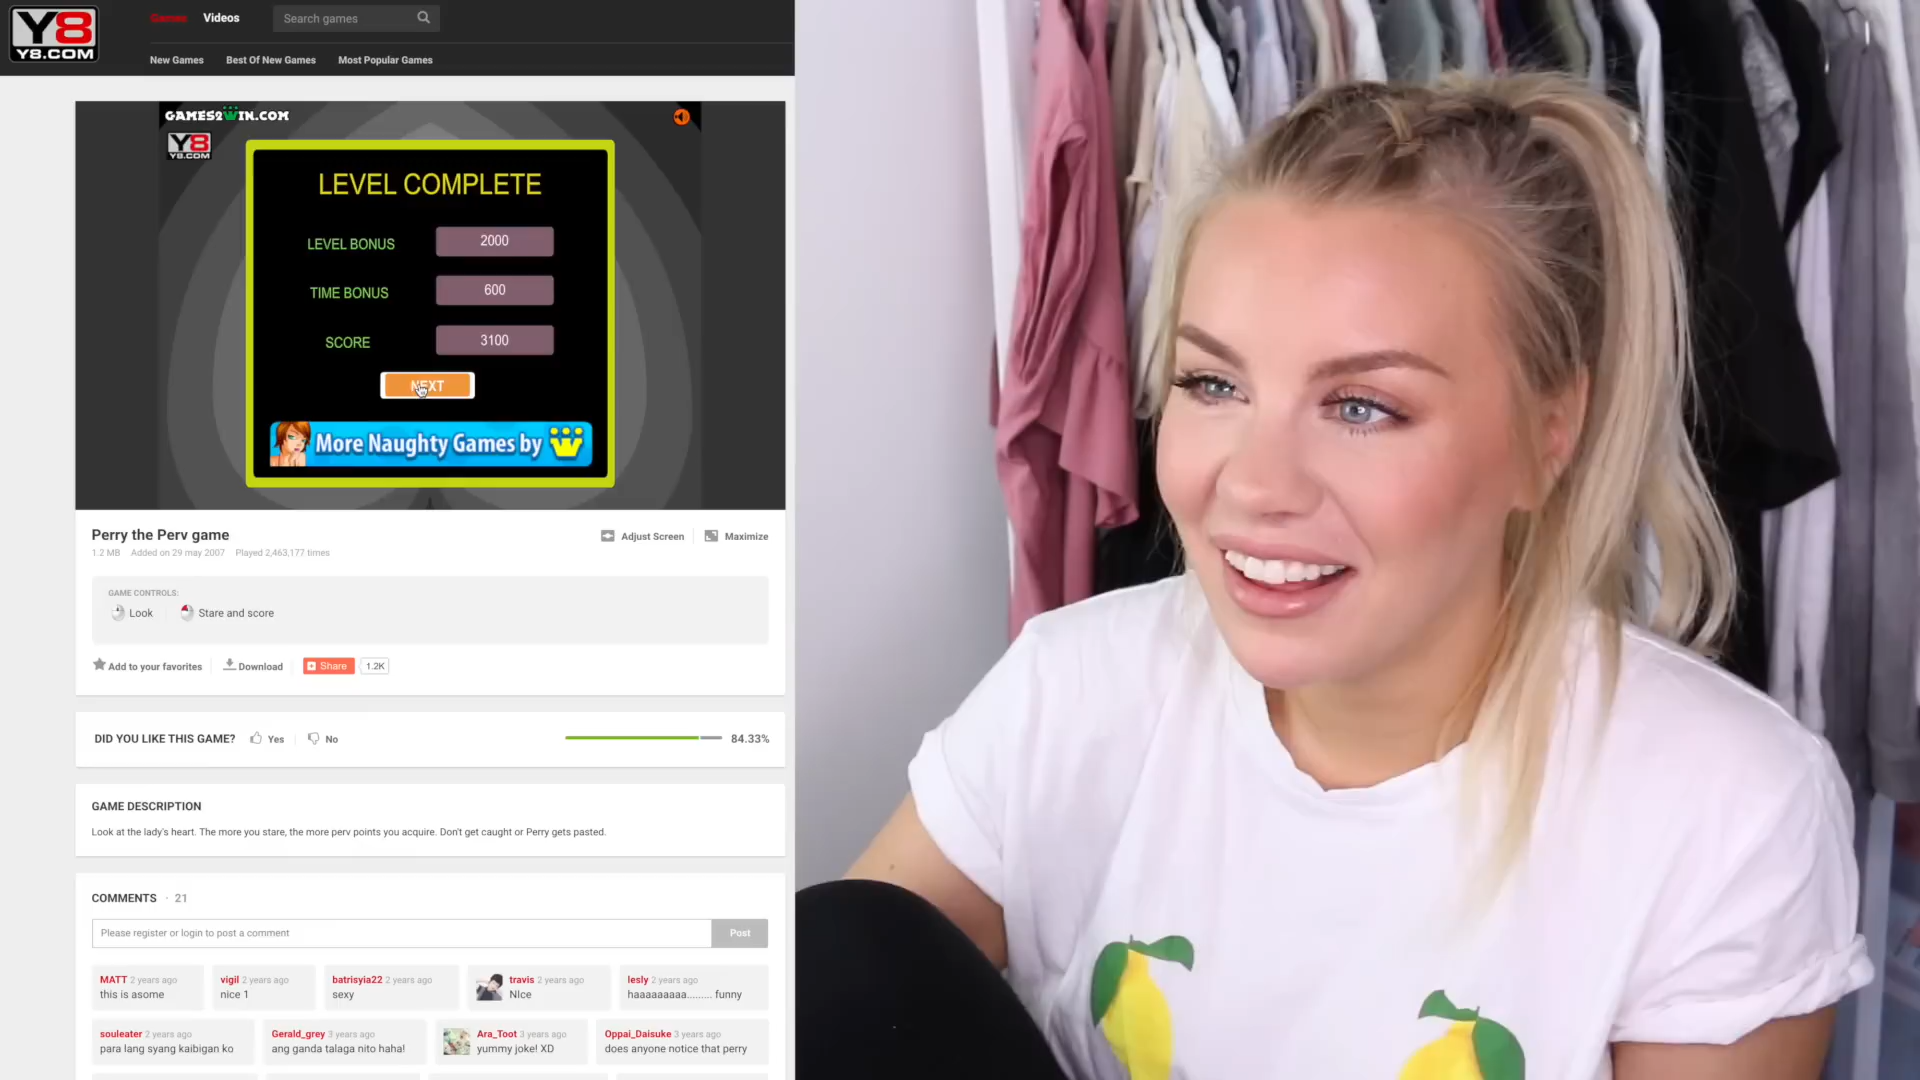 Y8
Y8.COM
Games
Videos
Search games
New Games
Best Of New Games
Most Popular Games
GAMES2WIN.COM
Y8
Y8.COM
LEVEL COMPLETE
LEVEL BONUS 2000
TIME BONUS 600
SCORE 3100
NEXT
More Naughty Games by
Perry the Perv game
Adjust Screen
Maximize
1.2 MB Added on 29 may 2007 Played 2,463,177 times
GAME CONTROLS:
Look
Stare and score
Add to your favorites
Download
Share
1.2K
DID YOU LIKE THIS GAME? Yes No 84.33%
GAME DESCRIPTION
Look at the lady's heart. The more you stare, the more perv points you acquire. Don't get caught or Perry gets pasted.
COMMENTS · 21
Please register or login to post a comment
Post
MATT 2 years ago
this is asome
vigil 2 years ago
nice 1
batrisyia22 2 years ago
sexy
travis 2 years ago
NIce
lesly 2 years ago
haaaaaaaaa......... funny
souleater 2 years ago
para lang syang kaibigan ko
Gerald_grey 3 years ago
ang ganda talaga nito haha!
Ara_Toot 3 years ago
yummy joke! XD
Oppai_Daisuke 3 years ago
does anyone notice that perry